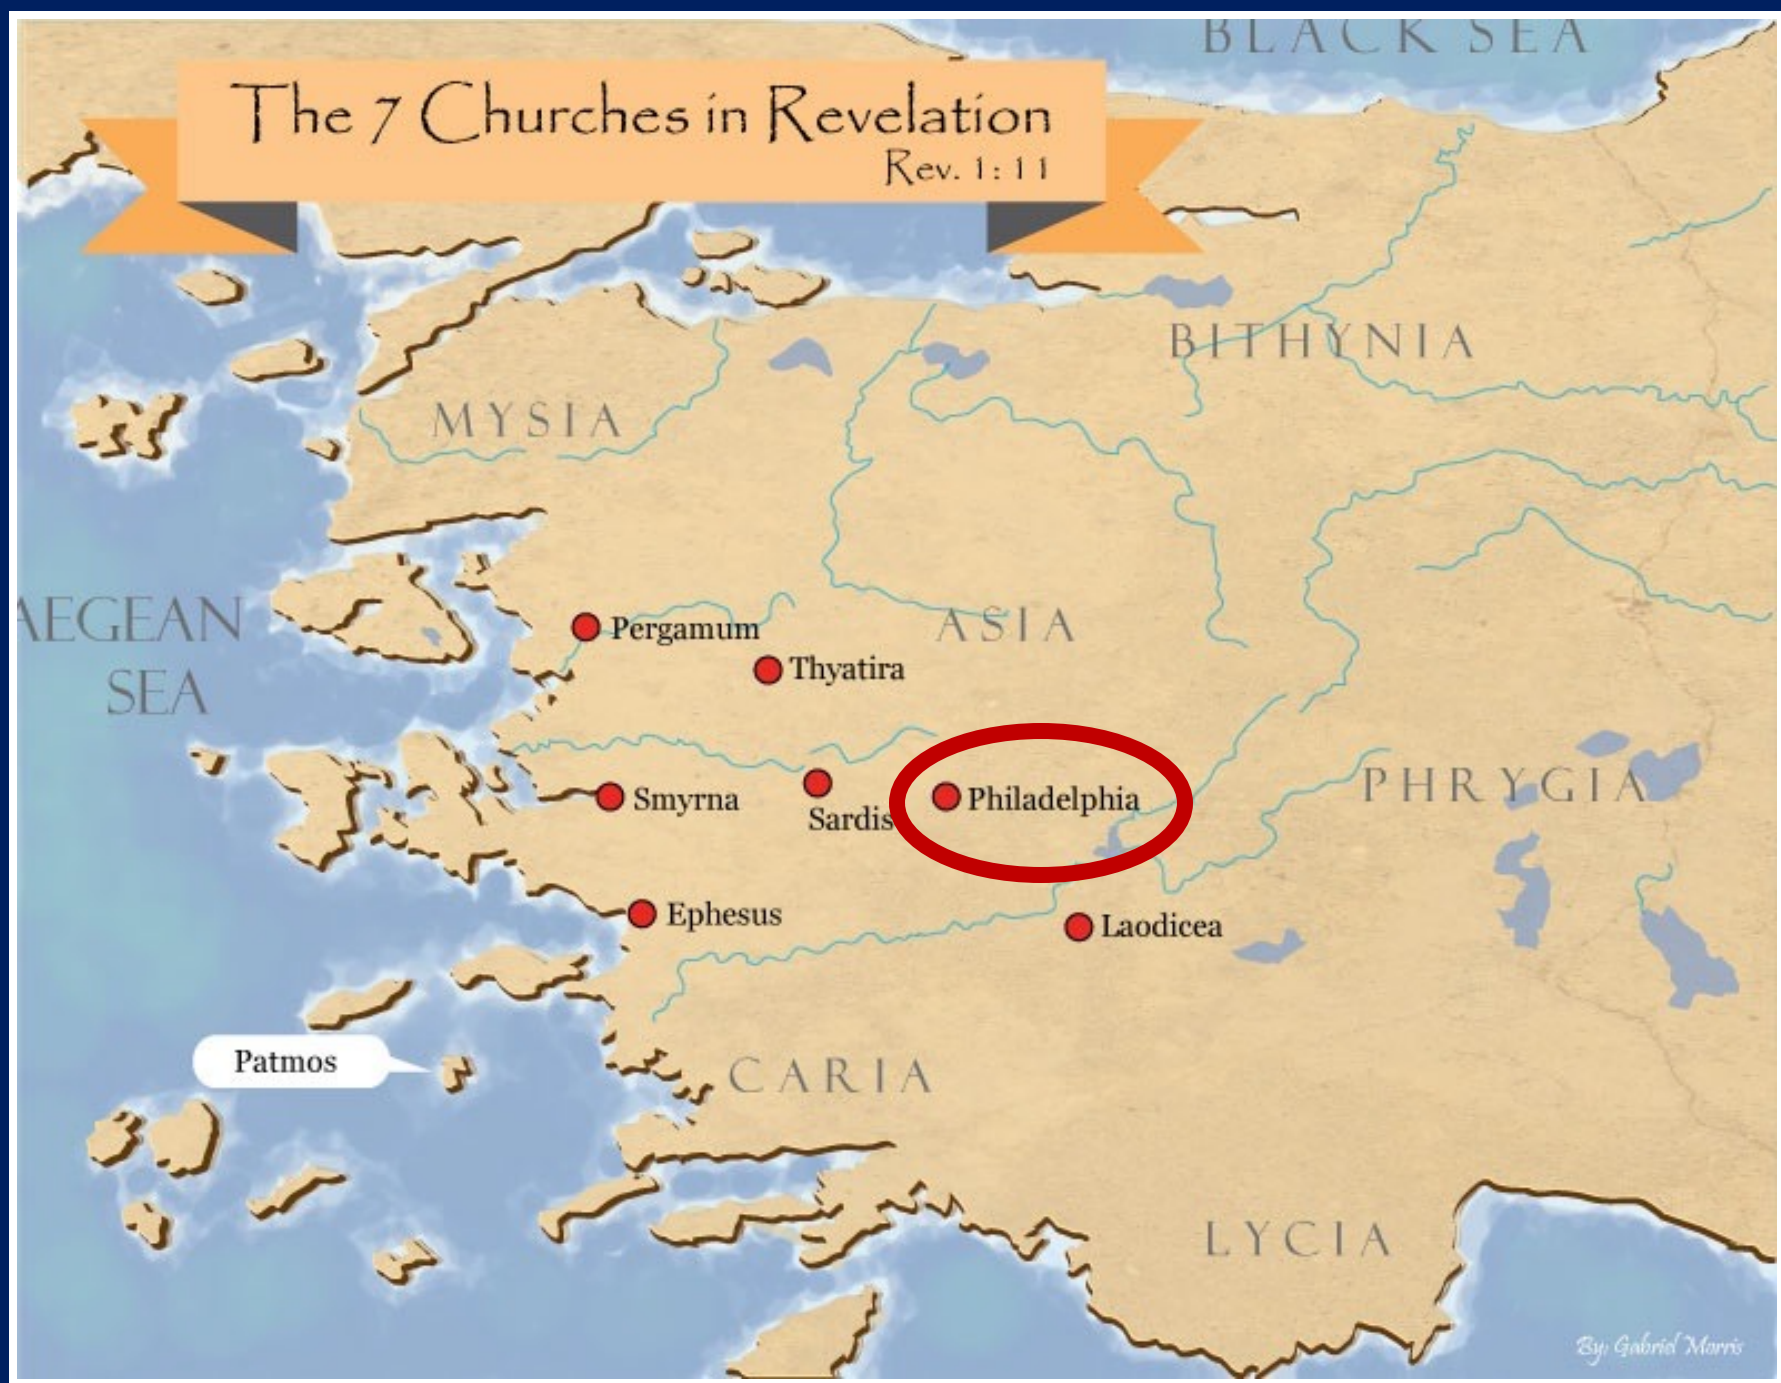 BLACK SEA
The 7 Churches in Revelation
Rev. 1:11
BITHYNIA
MYSIA
AEGEAN
SEA
Pergamum
ASIA
Thyatira
PHRYGIA
Smyrna
Sardis
Philadelphia
Ephesus
Laodicea
Patmos
CARIA
LYCIA
By: Gabriel Morris